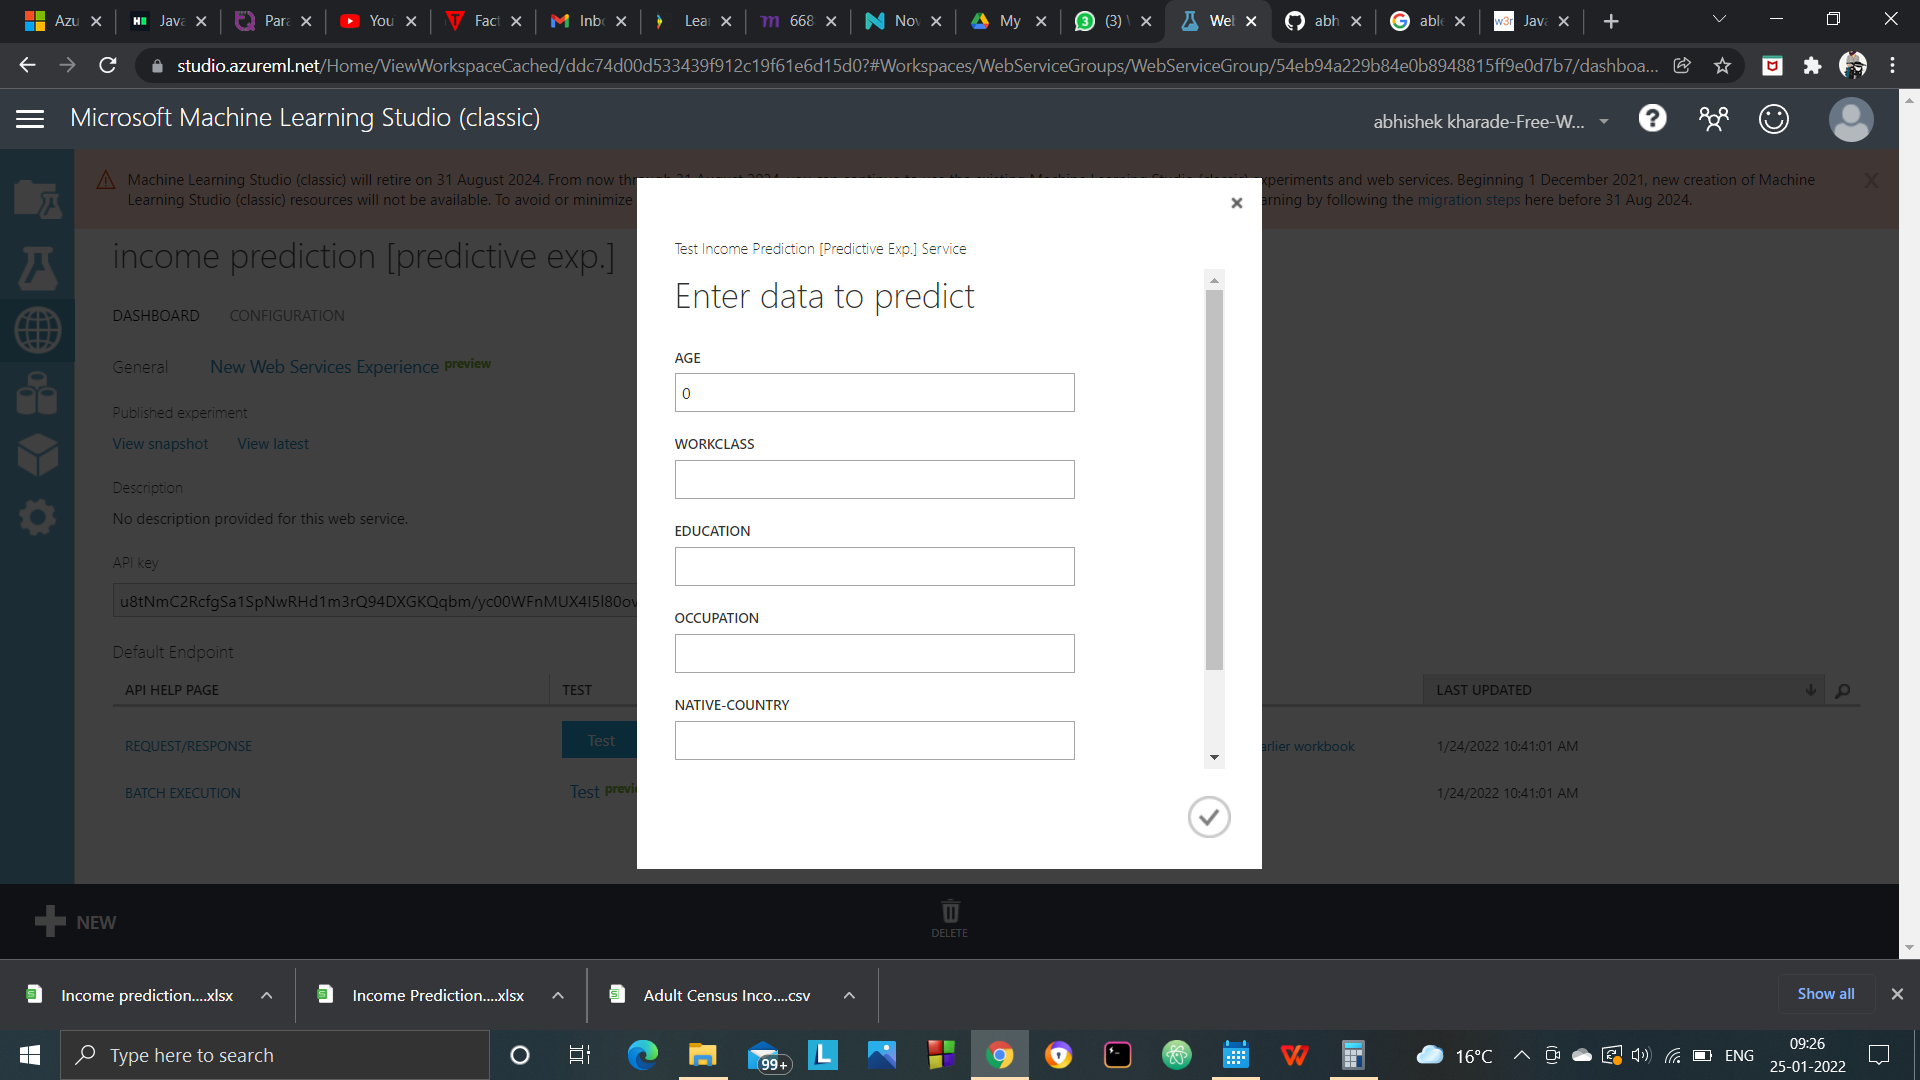 Azu
Java
Para
You
Fact
Inbo
Lear
668
Nov
My
(3)
Web
abh
able
Java
studio.azureml.net/Home/ViewWorkspaceCached/ddc74d00d533439f912c19f61e6d15d0?#Workspaces/WebServiceGroups/WebServiceGroup/54eb94a229b84e0b8948815ff9e0d7b7/dashboa...
Microsoft Machine Learning Studio (classic)
abhishek kharade-Free-W...
Machine Learning Studio (classic) will retire on 31 August 2024. From now thr
xperiments and web services. Beginning 1 December 2021, new creation of Machine
Learning Studio (classic) resources will not be available. To avoid or minimize
arning by following the migration steps here before 31 Aug 2024.
X
income prediction [predictive exp.]
DASHBOARD CONFIGURATION
General New Web Services Experience preview
Published experiment
View snapshot View latest
Description
No description provided for this web service.
API key
u8tNmC2RcfgSa1SpNwRHd1m3rQ94DXGKQqbm/yc00WFnMUX4I5l80ov
Default Endpoint
API HELP PAGE TEST LAST UPDATED
REQUEST/RESPONSE Test arlier workbook 1/24/2022 10:41:01 AM
BATCH EXECUTION Test previ 1/24/2022 10:41:01 AM
Test Income Prediction [Predictive Exp.] Service
Enter data to predict
AGE
0
WORKCLASS
EDUCATION
OCCUPATION
NATIVE-COUNTRY
NEW
DELETE
Income prediction....xlsx
Income Prediction....xlsx
Adult Census Inco....csv
Show all
Type here to search
99+
L
16°C
ENG
09:26
25-01-2022